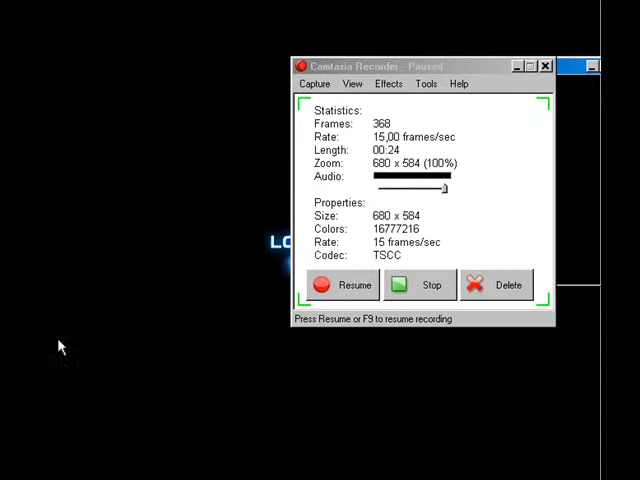 Camtasia Recorder - Paused
Capture View Effects Tools Help
Statistics:
Frames: 368
Rate: 15,00 frames/sec
Length: 00:24
Zoom: 680 x 584 (100%)
Audio:
Properties:
Size: 680 x 584
Colors: 16777216
Rate: 15 frames/sec
Codec: TSCC
LO
Resume Stop Delete
Press Resume or F9 to resume recording